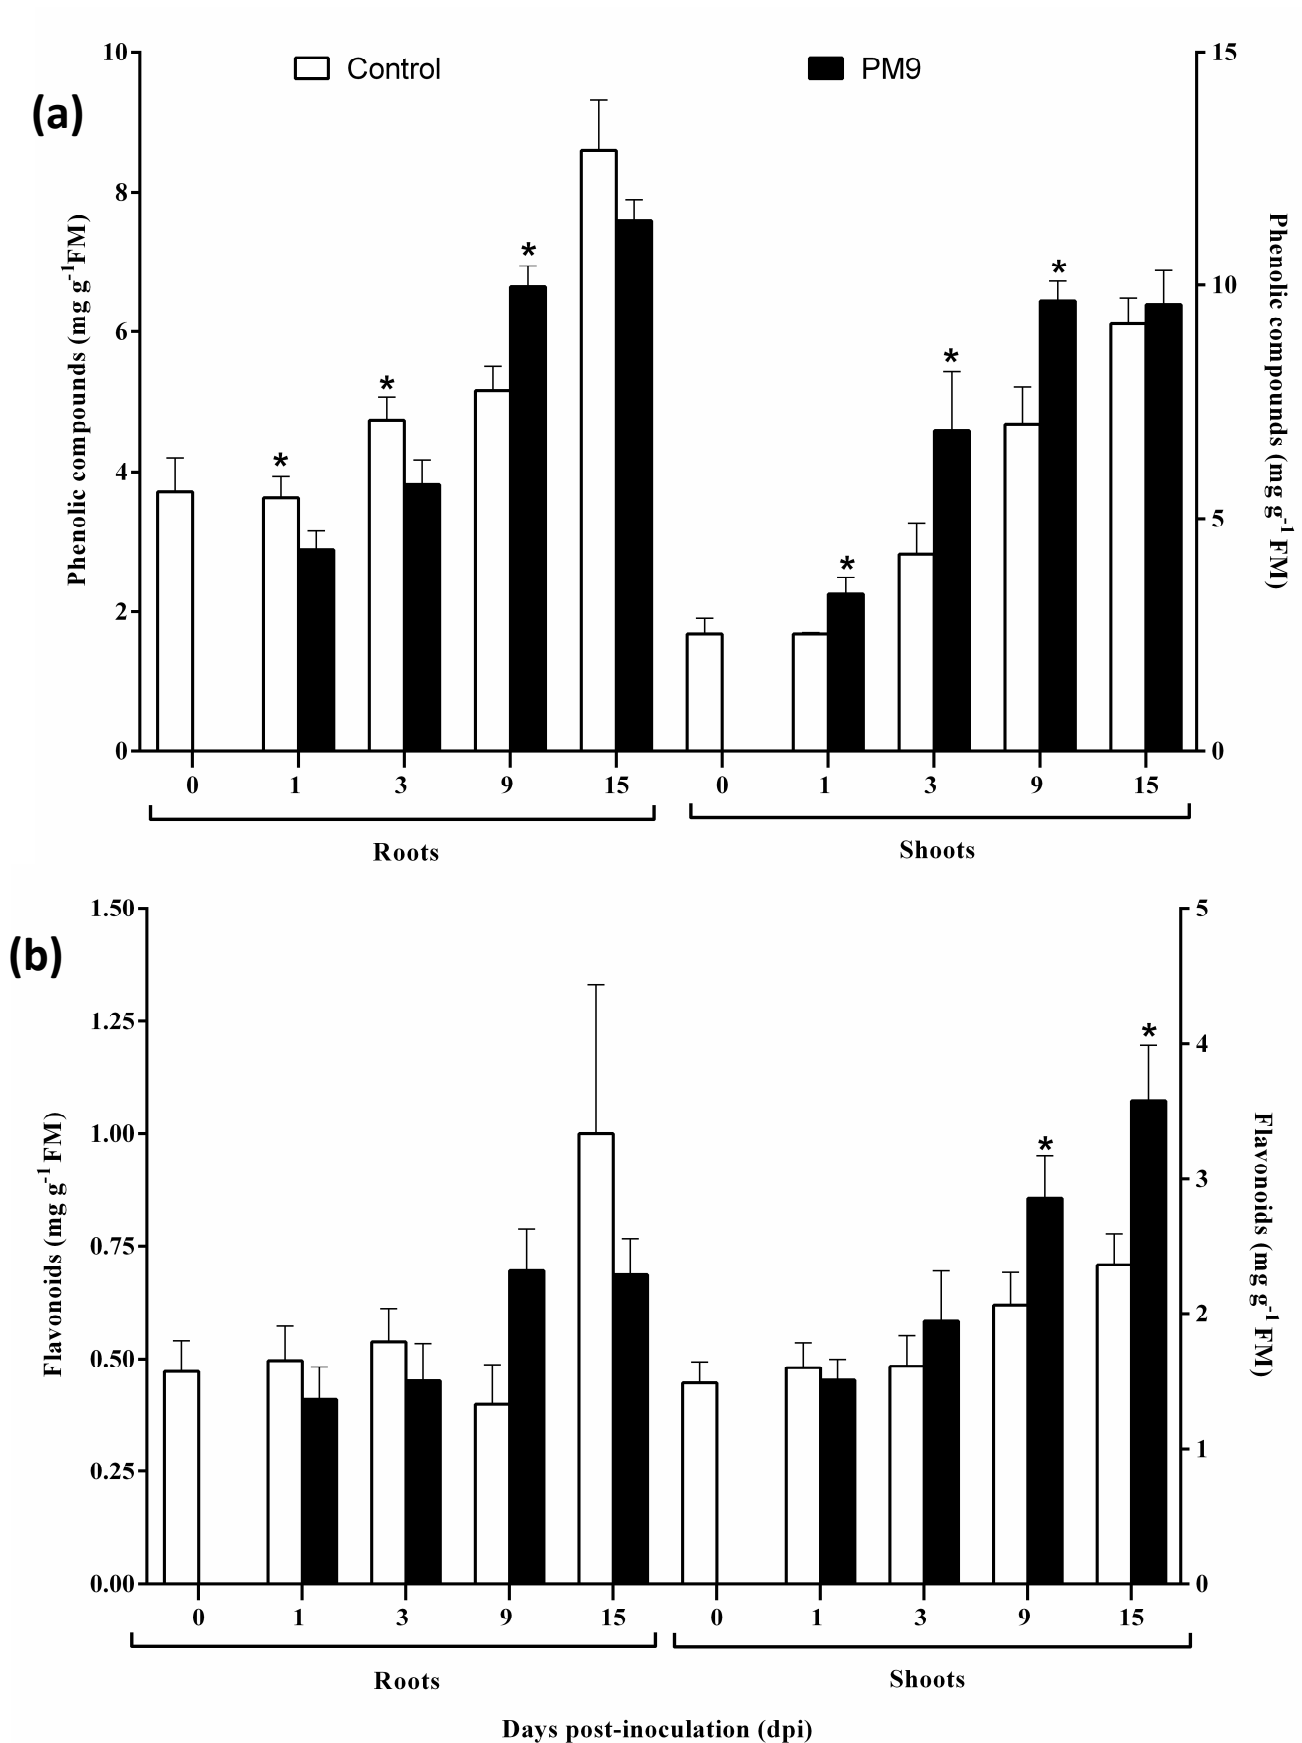 (a)
Control PM9
Phenolic compounds (mg g⁻¹FM)
10
8
6
4
2
0
15
10
5
0
Phenolic compounds (mg g⁻¹ FM)
* * * * * *
0 1 3 9 15 0 1 3 9 15
Roots Shoots
(b)
Flavonoids (mg g⁻¹ FM)
1.50
1.25
1.00
0.75
0.50
0.25
0.00
5
4
3
2
1
0
Flavonoids (mg g⁻¹ FM)
* *
0 1 3 9 15 0 1 3 9 15
Roots Shoots
Days post-inoculation (dpi)